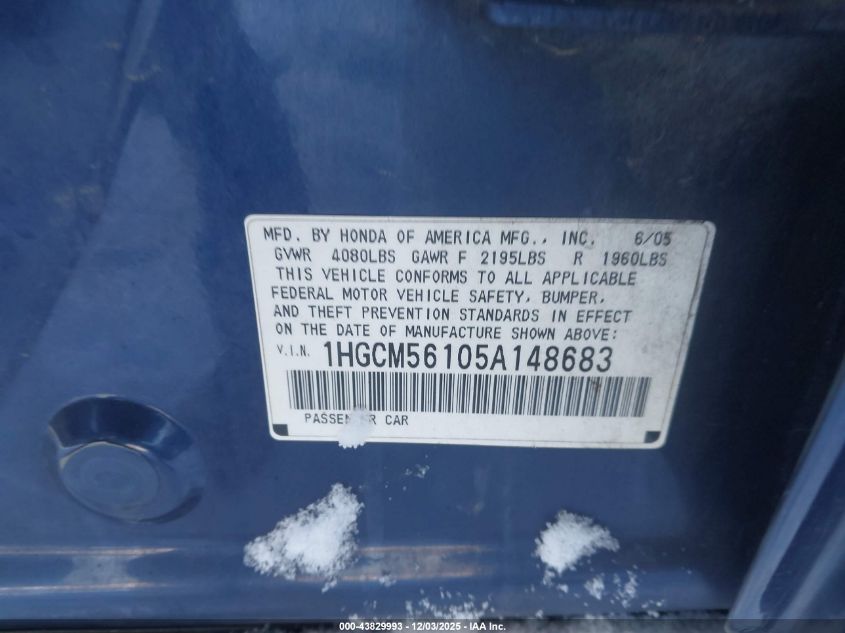 MFD. BY HONDA OF AMERICA MFG., INC. 6/05
GVWR 4080LBS GAWR F 2195LBS R 1960LBS
THIS VEHICLE CONFORMS TO ALL APPLICABLE
FEDERAL MOTOR VEHICLE SAFETY, BUMPER,
AND THEFT PREVENTION STANDARDS IN EFFECT
ON THE DATE OF MANUFACTURE SHOWN ABOVE:
V.I.N. 1HGCM56105A148683
PASSENGER CAR
000-43829993 - 12/03/2025 - IAA Inc.